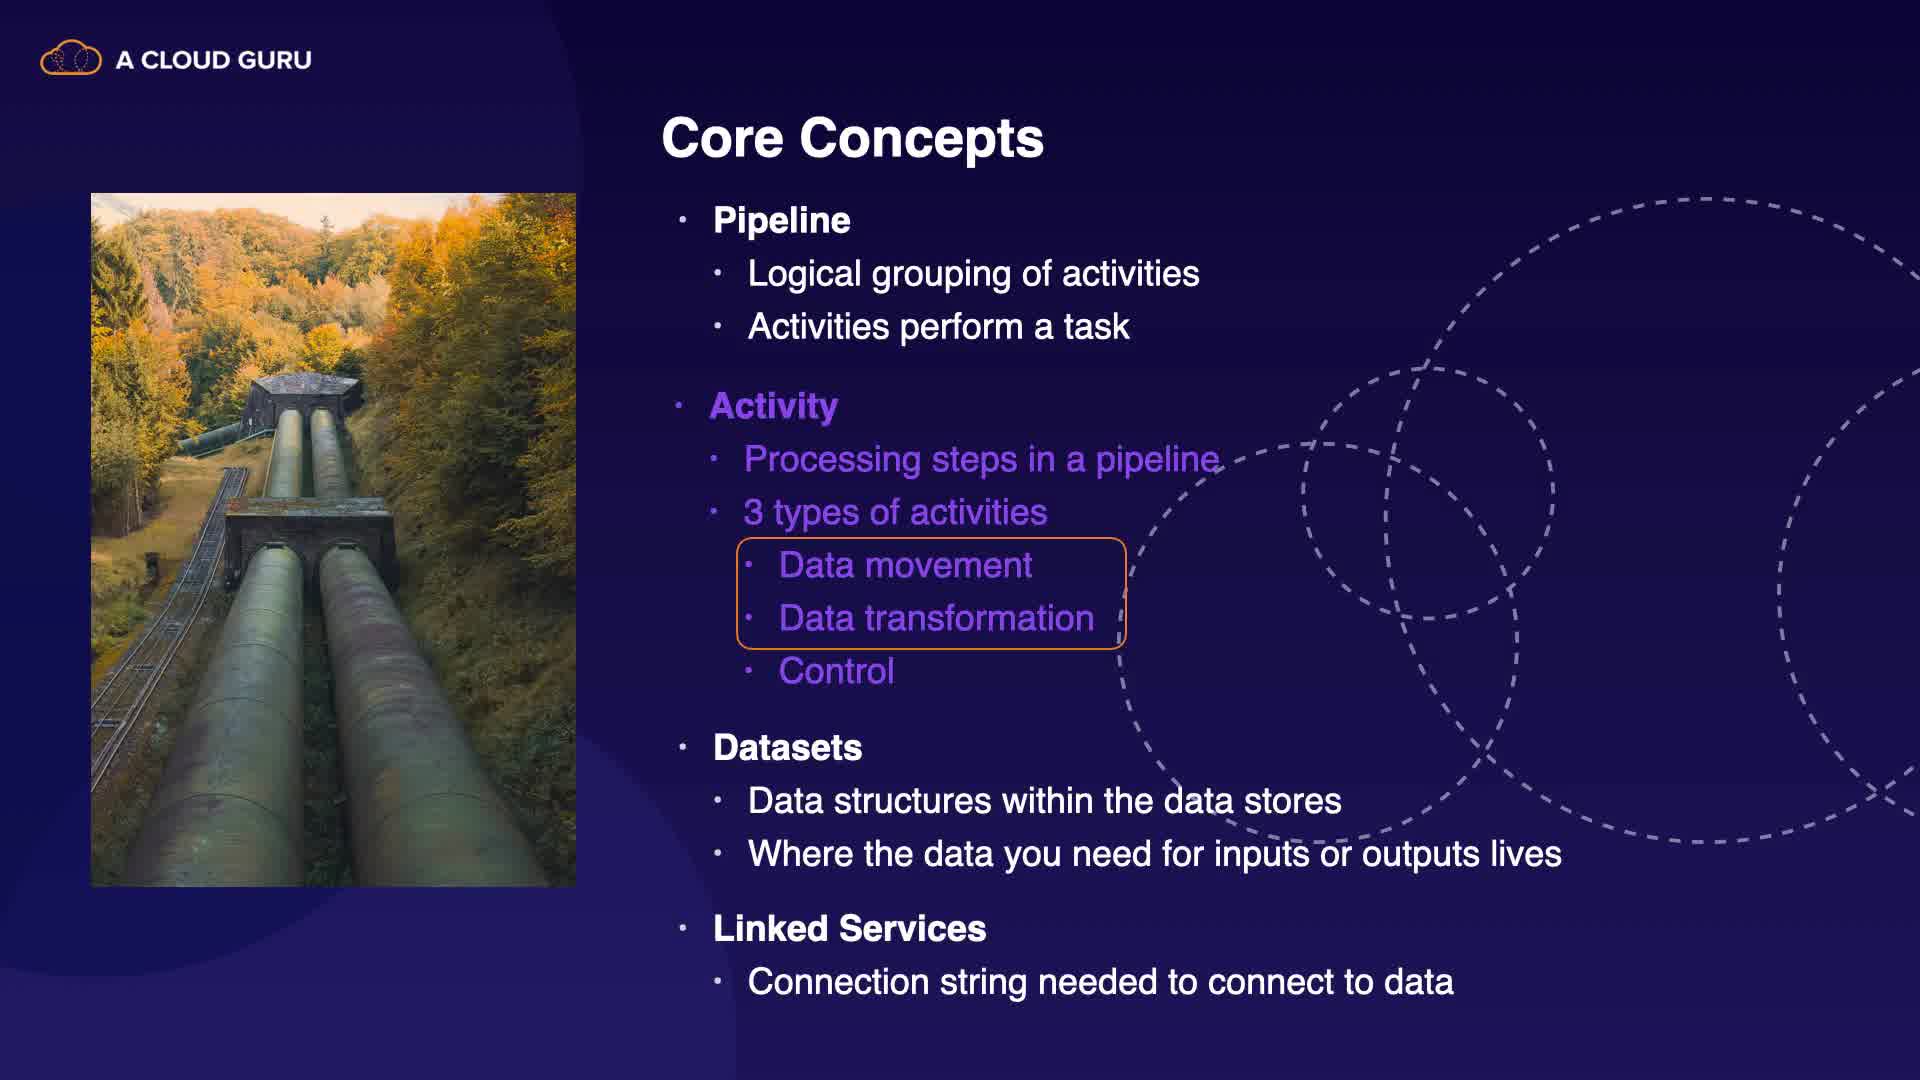 A CLOUD GURU
Core Concepts
• Pipeline
• Logical grouping of activities
• Activities perform a task
• Activity
• Processing steps in a pipeline
• 3 types of activities
• Data movement
• Data transformation
• Control
• Datasets
• Data structures within the data stores
• Where the data you need for inputs or outputs lives
• Linked Services
• Connection string needed to connect to data